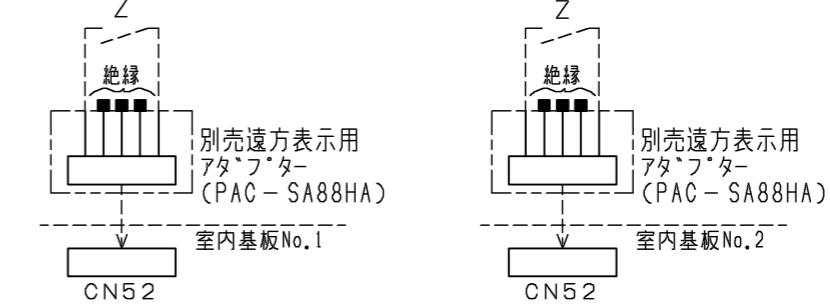 Z
絶縁
別売遠方表示用
アダプター
(PAC-SA88HA)
室内基板No.1
CN52
Z
絶縁
別売遠方表示用
アダプター
(PAC-SA88HA)
室内基板No.2
CN52